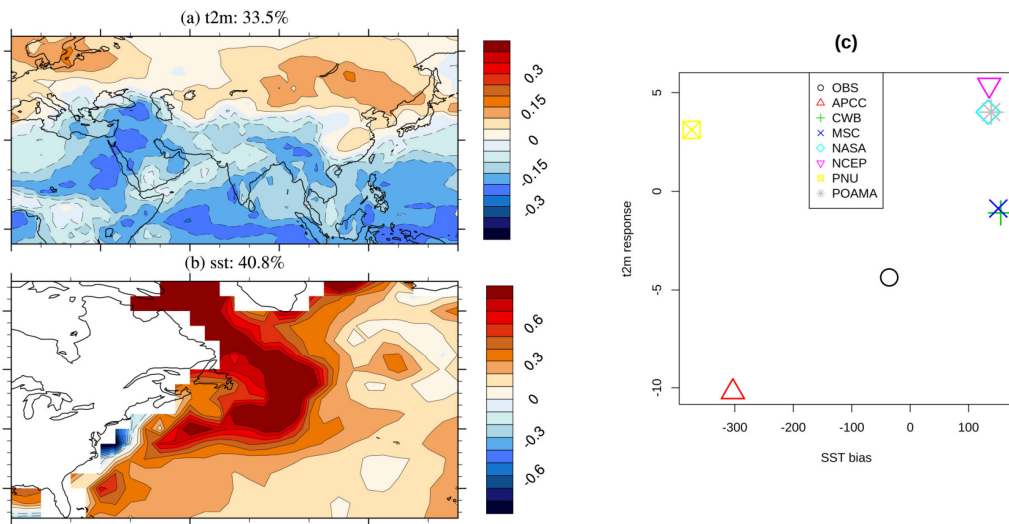 (a) t2m: 33.5%
0.3
0.15
0
-0.15
-0.3
(b) sst: 40.8%
0.6
0.3
0
-0.3
-0.6
(c)
OBS
APCC
CWB
MSC
NASA
NCEP
PNU
POAMA
t2m response
5
0
-5
-10
-300
-200
-100
0
100
SST bias